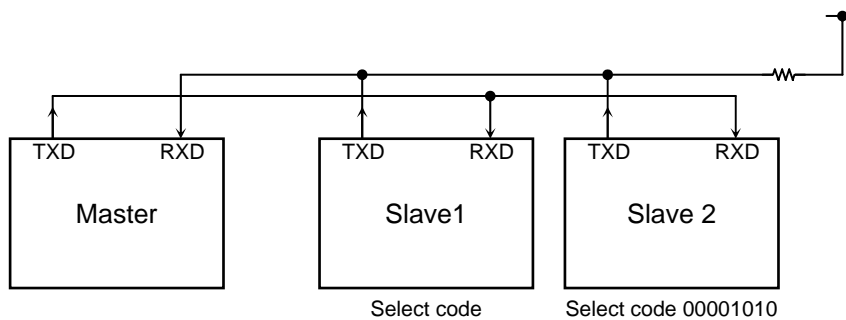 TXD RXD TXD RXD TXD RXD
Master Slave1 Slave 2
Select code Select code 00001010